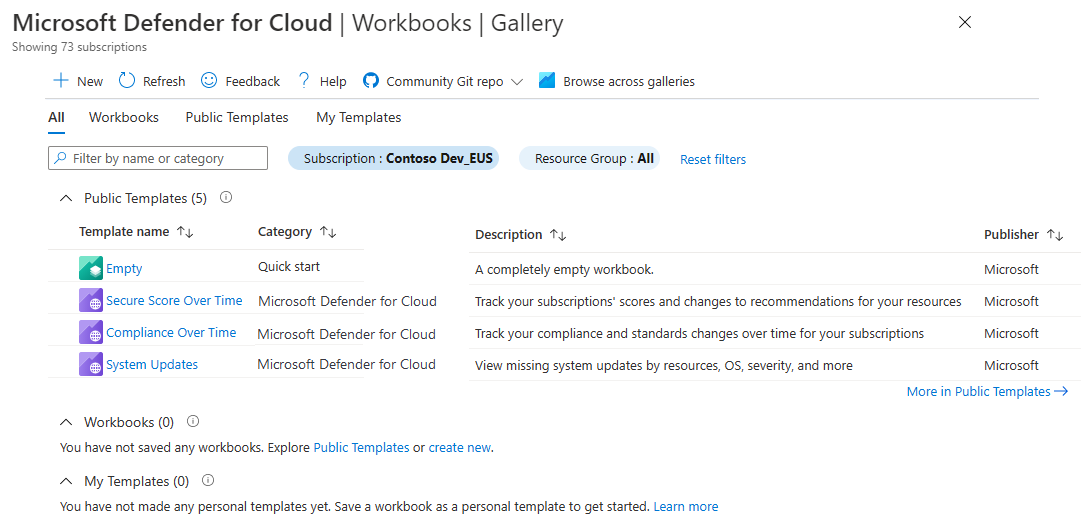 Microsoft Defender for Cloud | Workbooks | Gallery
Showing 73 subscriptions
New Refresh Feedback Help Community Git repo Browse across galleries
All Workbooks Public Templates My Templates
Filter by name or category Subscription : Contoso Dev_EUS Resource Group : All Reset filters
Public Templates (5)
Template name Category Description Publisher
Empty Quick start A completely empty workbook. Microsoft
Secure Score Over Time Microsoft Defender for Cloud Track your subscriptions' scores and changes to recommendations for your resources Microsoft
Compliance Over Time Microsoft Defender for Cloud Track your compliance and standards changes over time for your subscriptions Microsoft
System Updates Microsoft Defender for Cloud View missing system updates by resources, OS, severity, and more Microsoft
More in Public Templates
Workbooks (0)
You have not saved any workbooks. Explore Public Templates or create new.
My Templates (0)
You have not made any personal templates yet. Save a workbook as a personal template to get started. Learn more